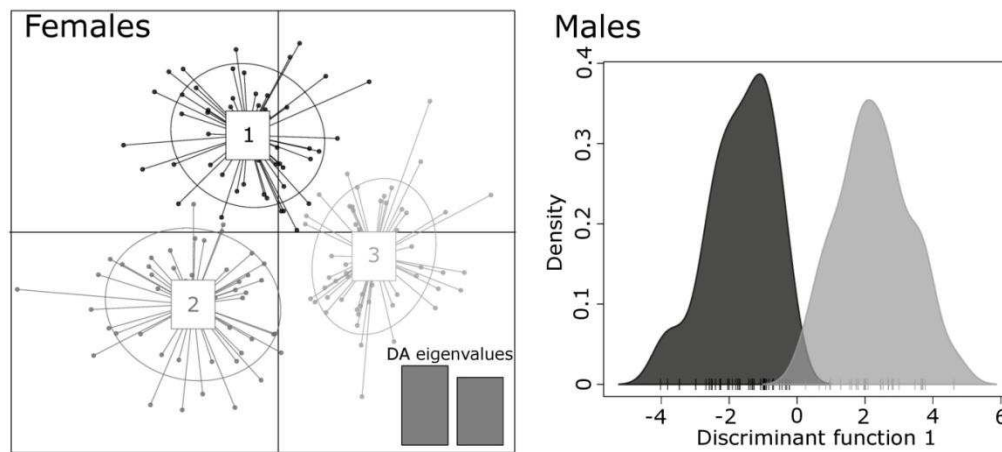 Females
1
2
3
DA eigenvalues
Males
Density
0.4
0.3
0.2
0.1
0
-4
-2
0
2
4
6
Discriminant function 1